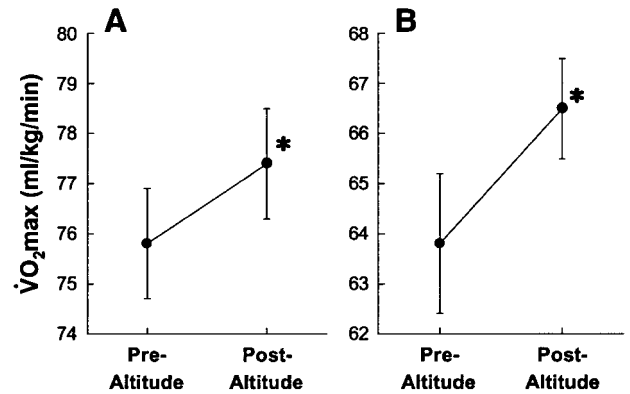 A
B
V̇O2max (ml/kg/min)
80
79
78
77
76
75
74
*
Pre-
Altitude
Post-
Altitude
68
67
66
65
64
63
62
*
Pre-
Altitude
Post-
Altitude